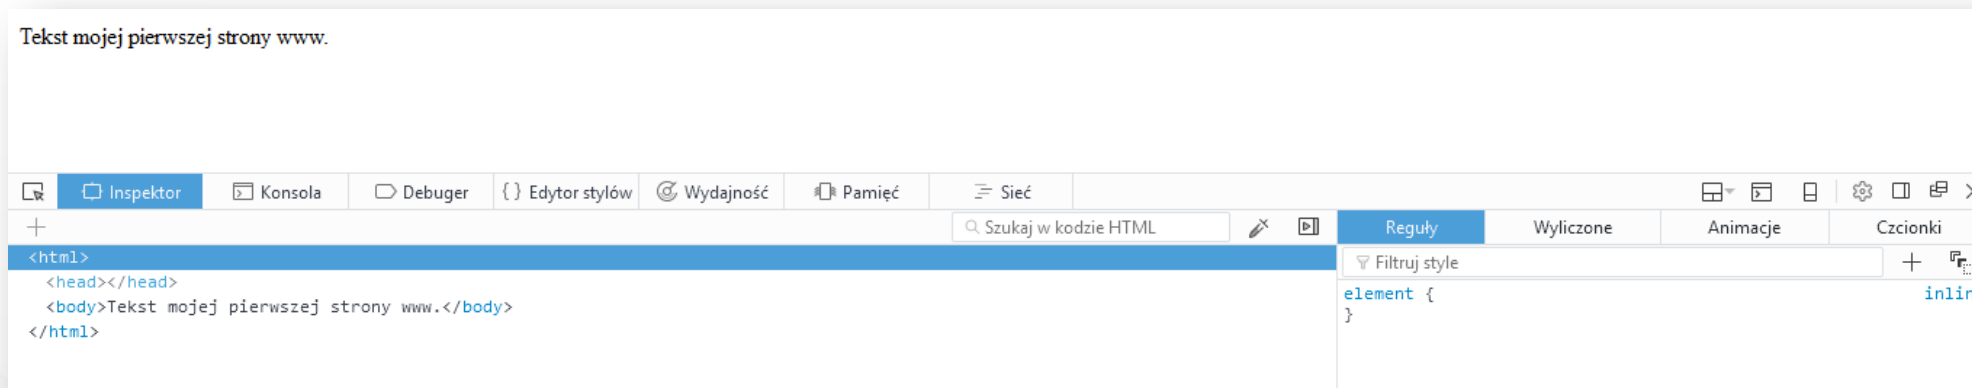 Tekst mojej pierwszej strony www.
Inspektor Konsola Debuger { } Edytor stylów Wydajność Pamięć Sieć
+ Szukaj w kodzie HTML Reguły Wyliczone Animacje Czcionki
<html>
Filtruj style +
<head></head>
element { inlin
<body>Tekst mojej pierwszej strony www.</body>
}
</html>